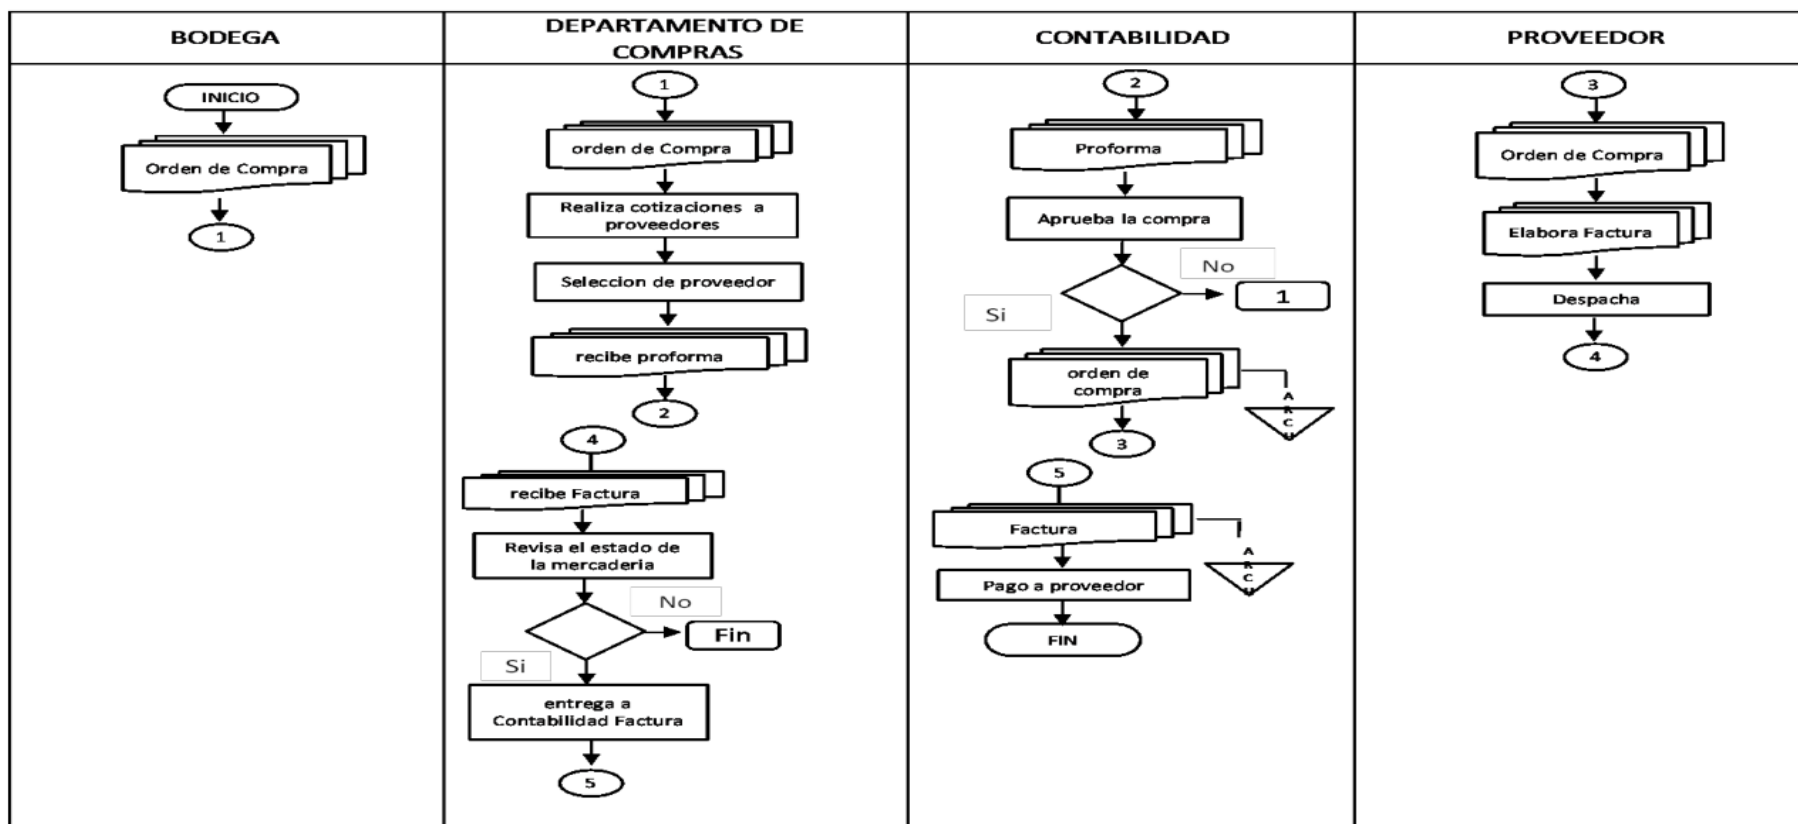 BODEGA
DEPARTAMENTO DE
COMPRAS
CONTABILIDAD
PROVEEDOR
INICIO
Orden de Compra
1
1
orden de Compra
Realiza cotizaciones a
proveedores
Seleccion de proveedor
recibe proforma
2
4
recibe Factura
Revisa el estado de
la mercaderia
No
Fin
Si
entrega a
Contabilidad Factura
5
2
Proforma
Aprueba la compra
No
1
Si
orden de
compra
A
R
C
3
5
Factura
A
R
C
Pago a proveedor
FIN
3
Orden de Compra
Elabora Factura
Despacha
4